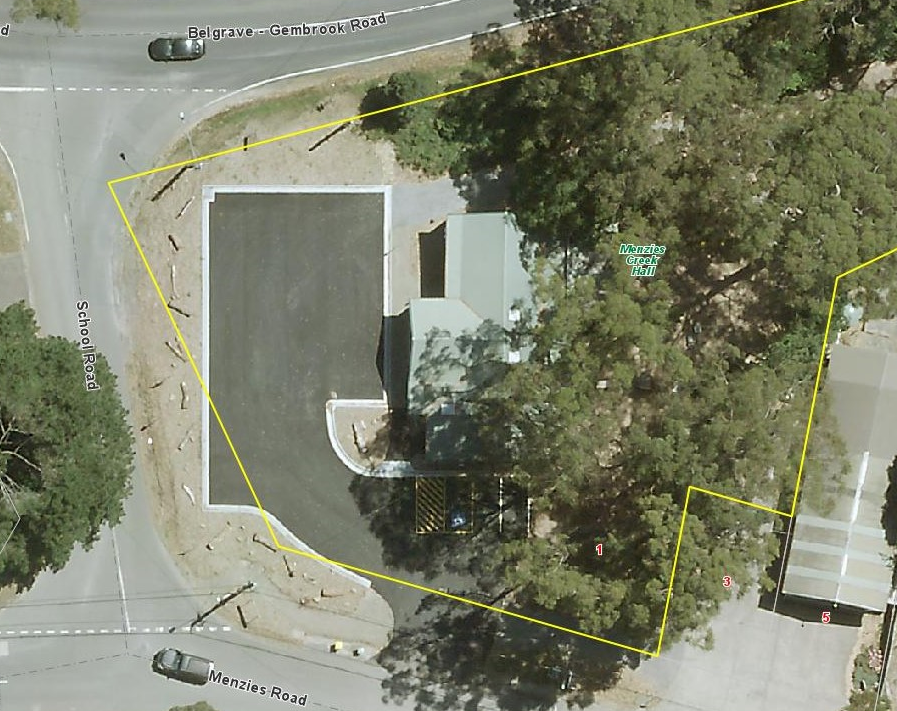 d
Belgrave - Gembrook Road
Menzies
Creek
Hall
School Road
1
3
5
Menzies Road